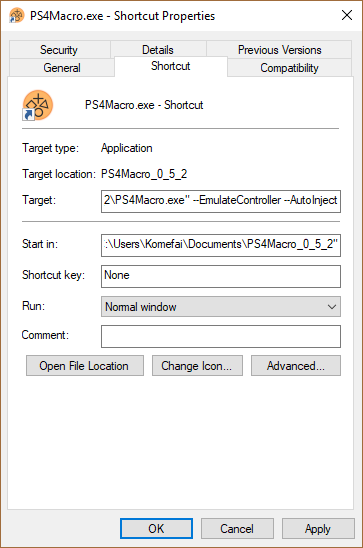 PS4Macro.exe - Shortcut Properties
Security Details Previous Versions
General Shortcut Compatibility
PS4Macro.exe - Shortcut
Target type: Application
Target location: PS4Macro_0_5_2
Target: 2\PS4Macro.exe" --EmulateController --AutoInject
Start in: :\Users\Komefai\Documents\PS4Macro_0_5_2"
Shortcut key: None
Run: Normal window
Comment:
Open File Location Change Icon... Advanced...
OK Cancel Apply